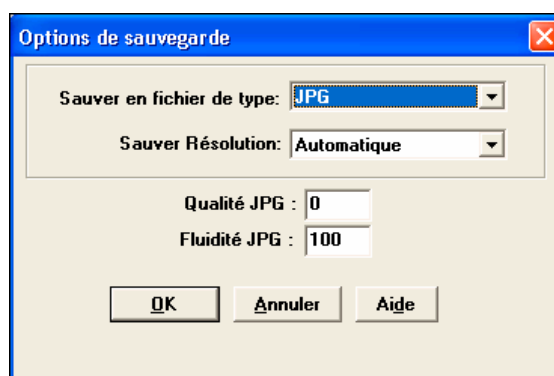 Options de sauvegarde
Sauver en fichier de type: JPG
Sauver Résolution: Automatique
Qualité JPG : 0
Fluidité JPG : 100
OK Annuler Aide